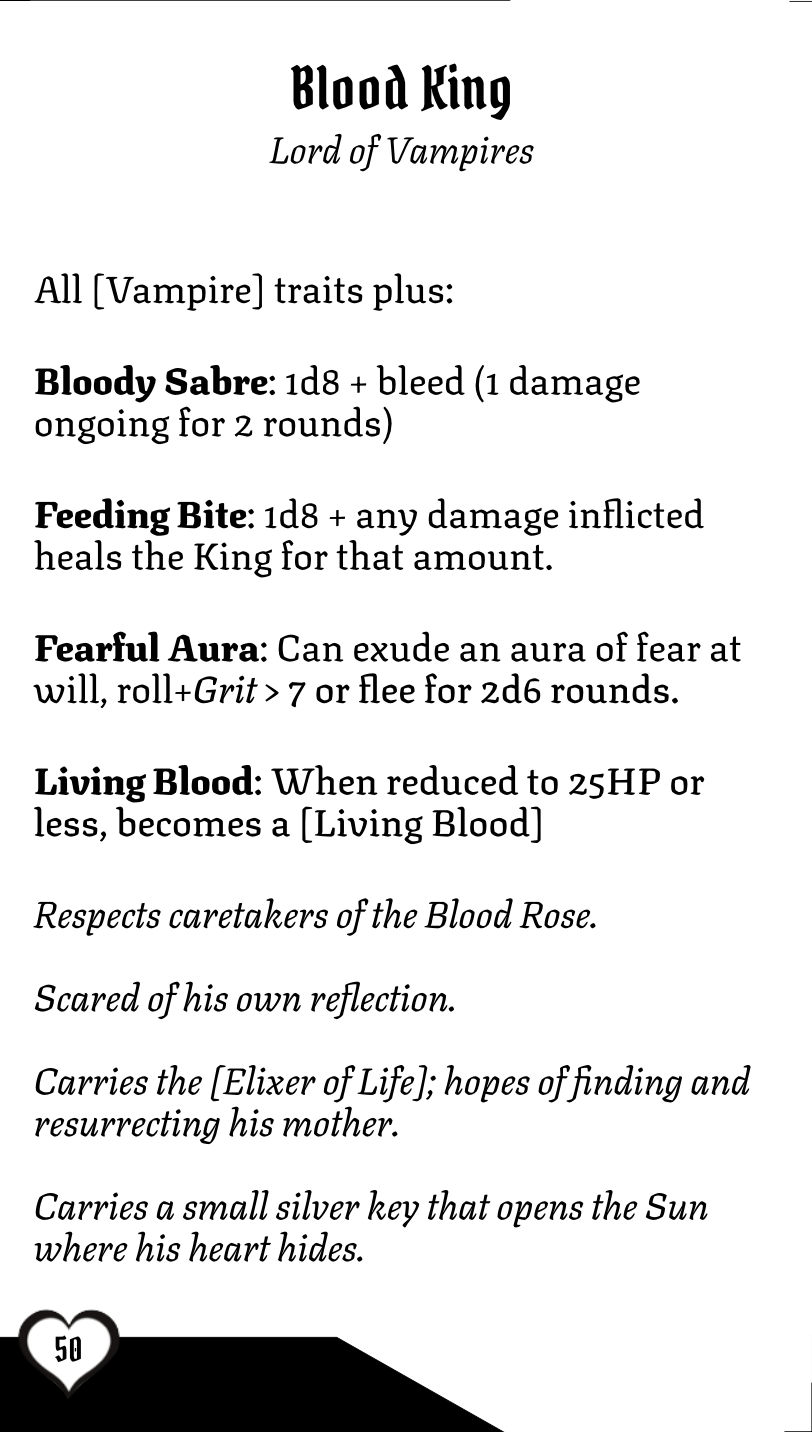 Blood King
Lord of Vampires
All [Vampire] traits plus:
Bloody Sabre: 1d8 + bleed (1 damage
ongoing for 2 rounds)
Feeding Bite: 1d8 + any damage inflicted
heals the King for that amount.
Fearful Aura: Can exude an aura of fear at
will, roll+Grit > 7 or flee for 2d6 rounds.
Living Blood: When reduced to 25HP or
less, becomes a [Living Blood]
Respects caretakers of the Blood Rose.
Scared of his own reflection.
Carries the [Elixer of Life]; hopes of finding and
resurrecting his mother.
Carries a small silver key that opens the Sun
where his heart hides.
50